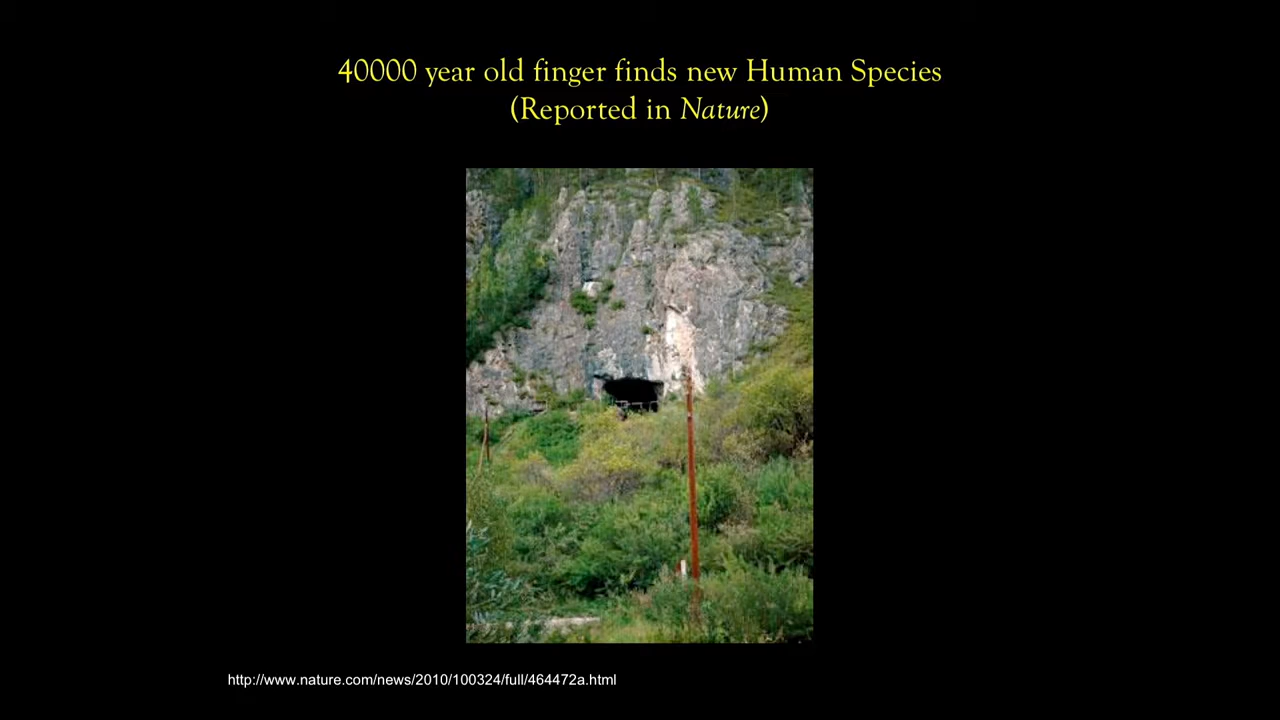 40000 year old finger finds new Human Species
(Reported in Nature)
http://www.nature.com/news/2010/100324/full/464472a.html